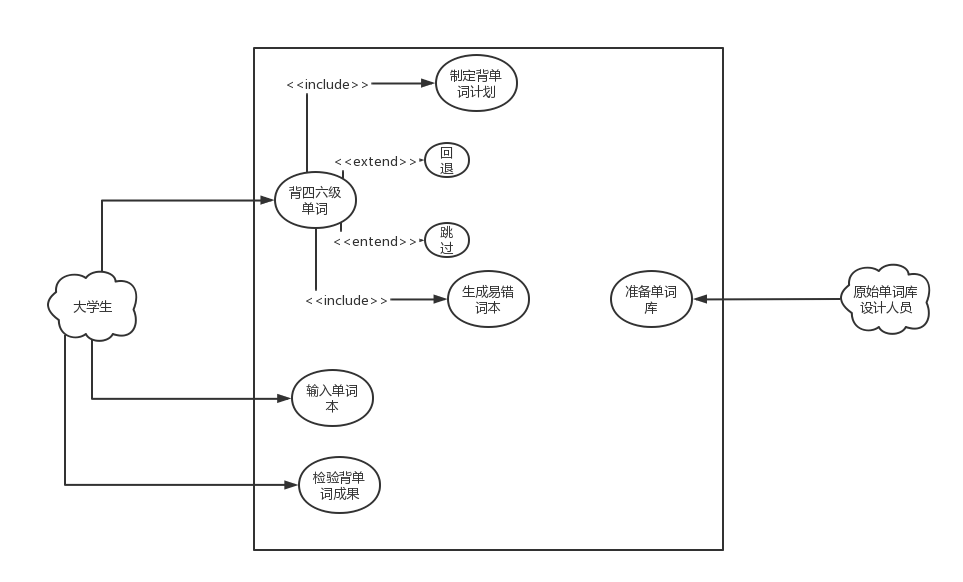 <<include>>
制定背单
词计划
<<extend>>
回
退
背四六级
单词
<<entend>>
跳
过
<<include>>
生成易错
词本
准备单词
库
原始单词库
设计人员
大学生
输入单词
本
检验背单
词成果